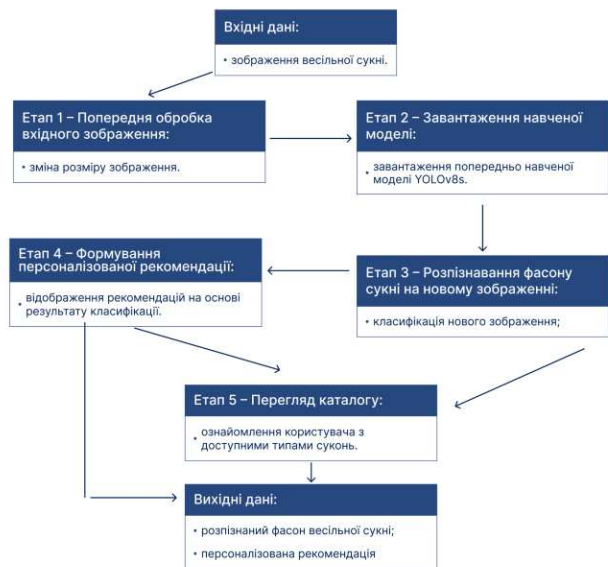 Вхідні дані:
• зображення весільної сукні.
Етап 1 – Попередня обробка
вхідного зображення:
• зміна розміру зображення.
Етап 2 – Завантаження навченої
моделі:
• завантаження попередньо навченої
моделі YOLOv8s.
Етап 3 – Розпізнавання фасону
сукні на новому зображенні:
• класифікація нового зображення;
Етап 4 – Формування
персоналізованої рекомендації:
• відображення рекомендацій на основі
результату класифікації.
Етап 5 – Перегляд каталогу:
• ознайомлення користувача з
доступними типами суконь.
Вихідні дані:
• розпізнаний фасон весільної сукні;
• персоналізована рекомендація